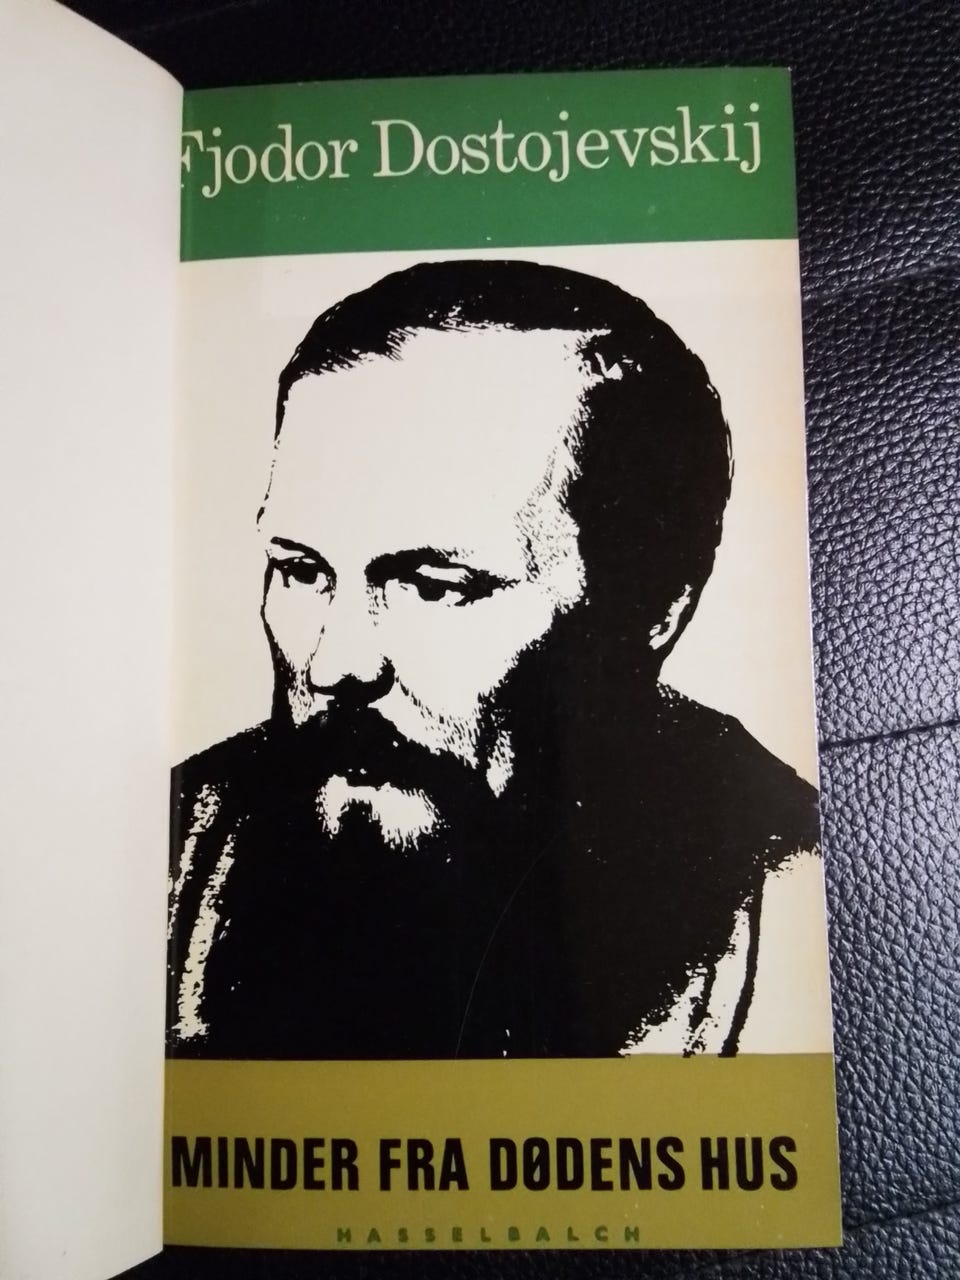 Fjodor Dostojevskij
MINDER FRA DØDENS HUS
HASSELBALCH